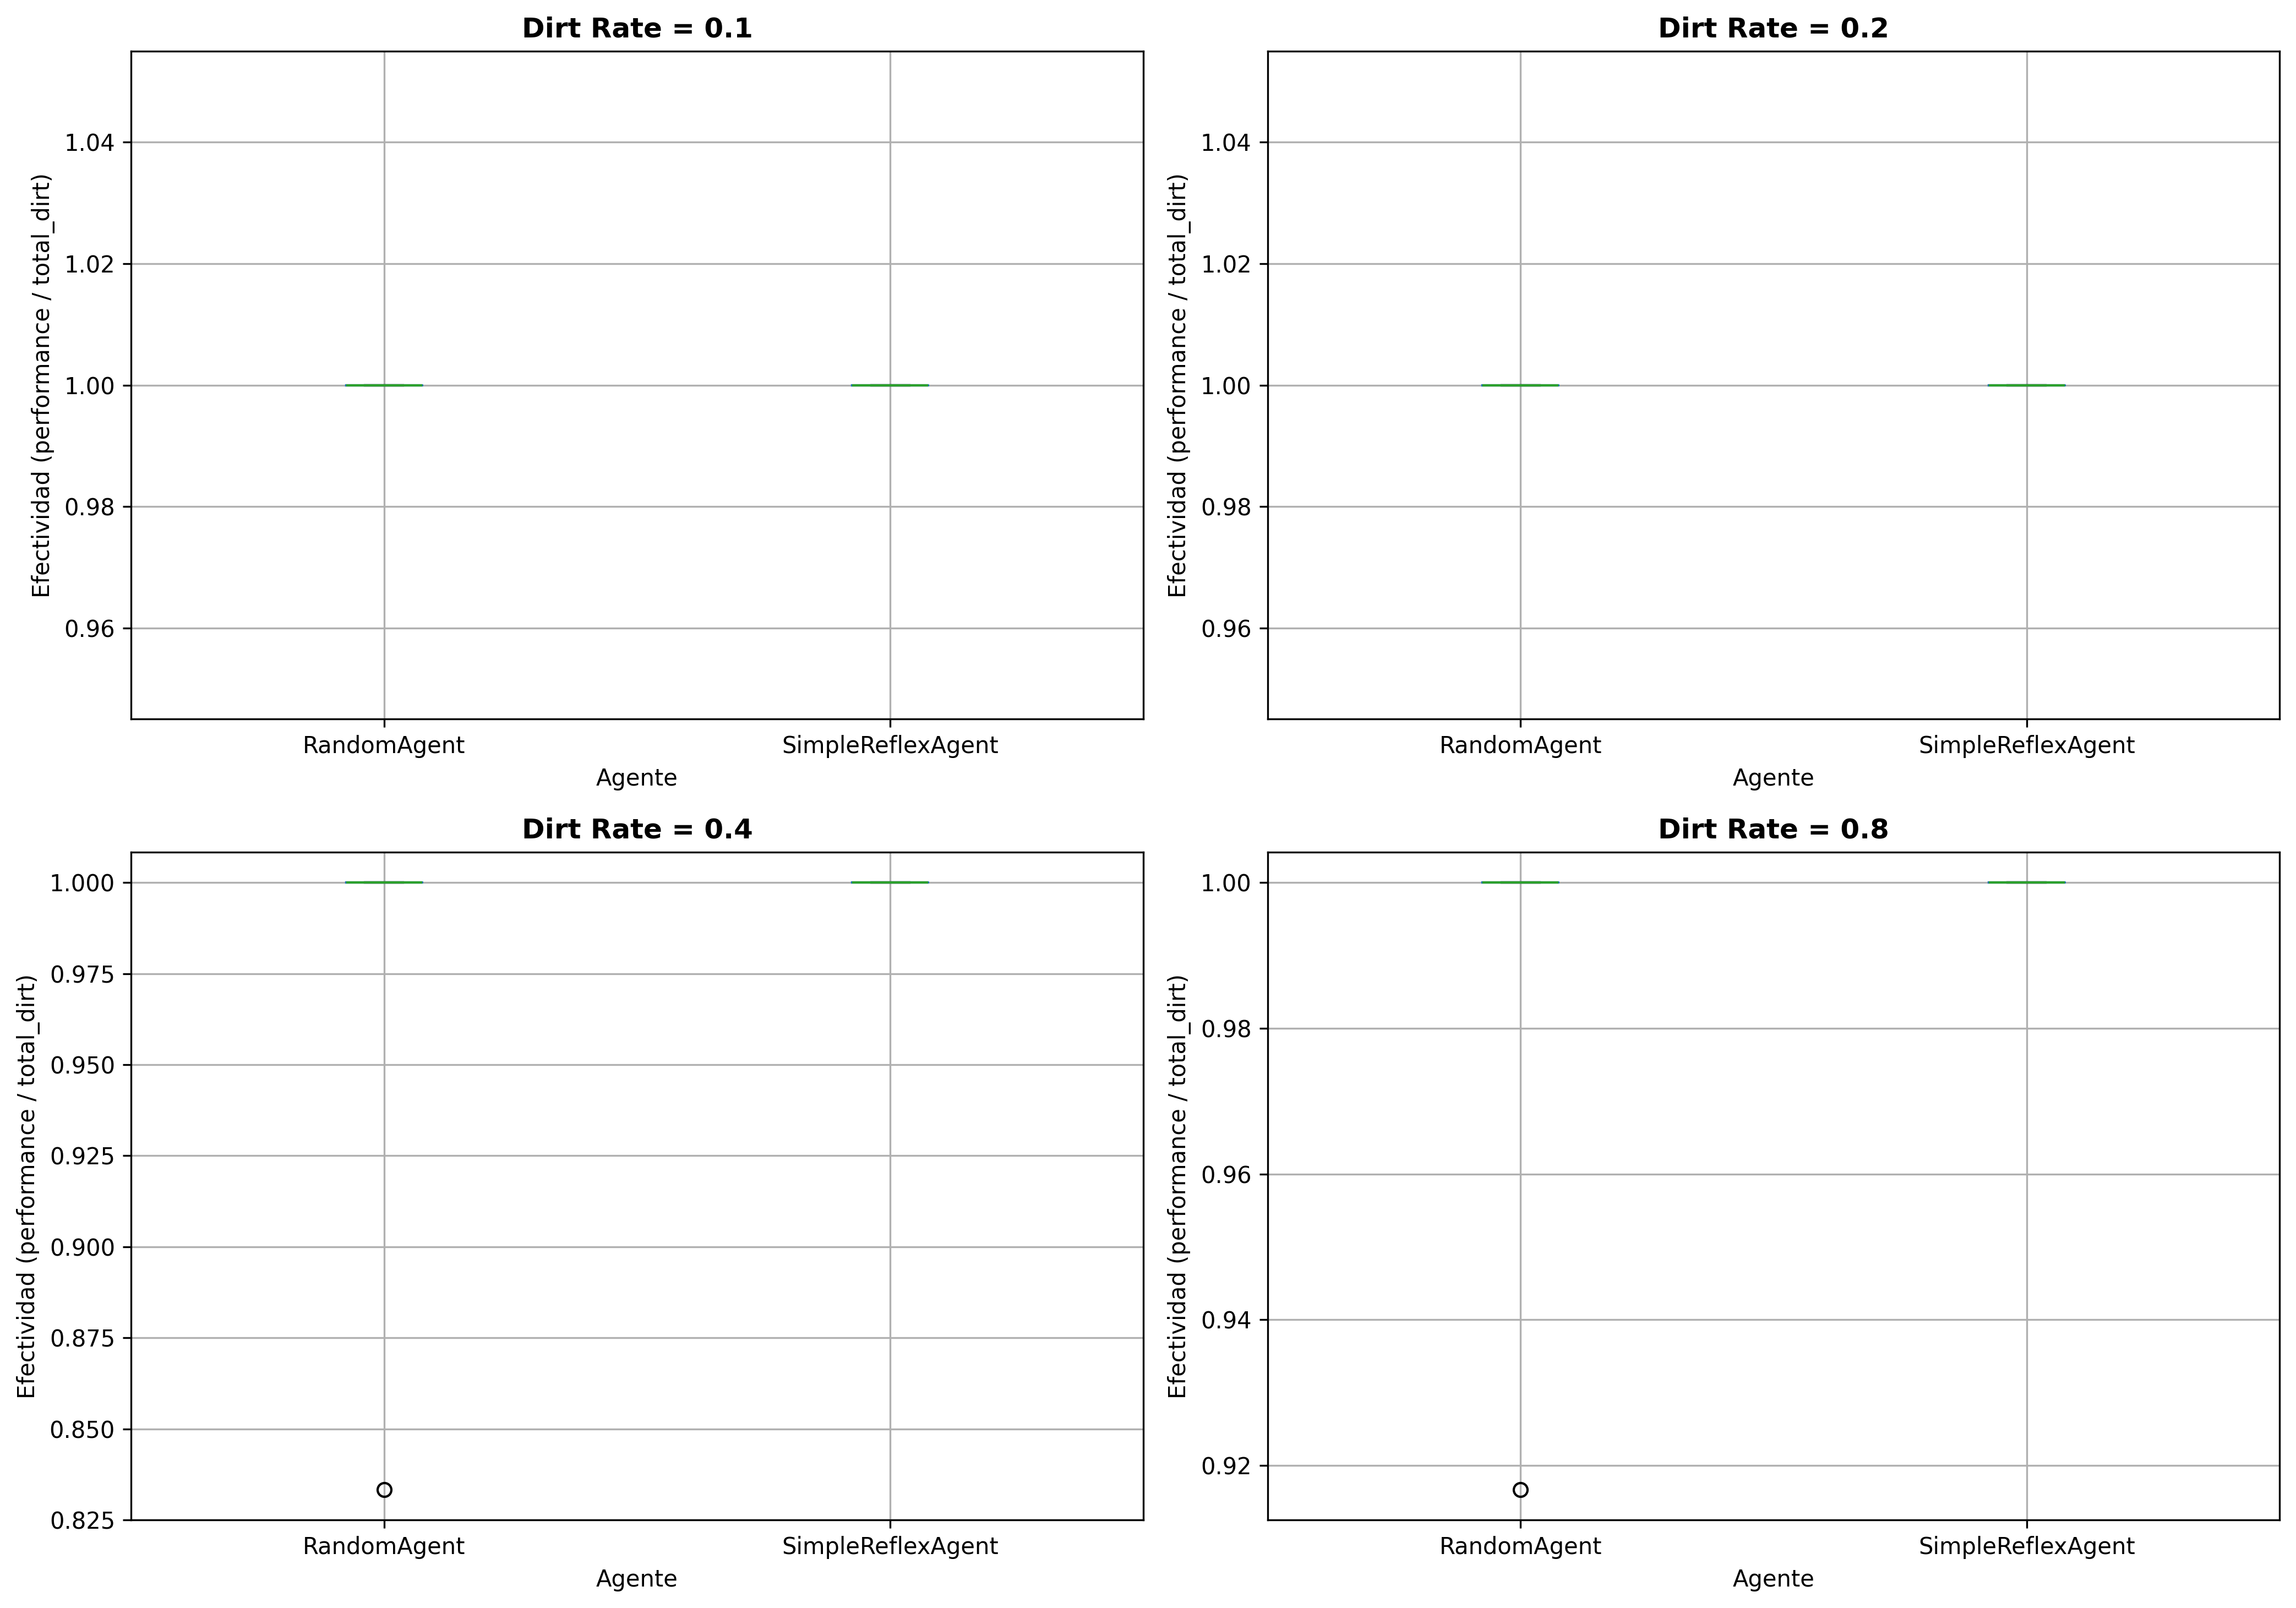 Dirt Rate = 0.1
Efectividad (performance / total_dirt)
1.04
1.02
1.00
0.98
0.96
RandomAgent
SimpleReflexAgent
Agente
Dirt Rate = 0.2
Efectividad (performance / total_dirt)
1.04
1.02
1.00
0.98
0.96
RandomAgent
SimpleReflexAgent
Agente
Dirt Rate = 0.4
Efectividad (performance / total_dirt)
1.000
0.975
0.950
0.925
0.900
0.875
0.850
0.825
RandomAgent
SimpleReflexAgent
Agente
Dirt Rate = 0.8
Efectividad (performance / total_dirt)
1.00
0.98
0.96
0.94
0.92
RandomAgent
SimpleReflexAgent
Agente